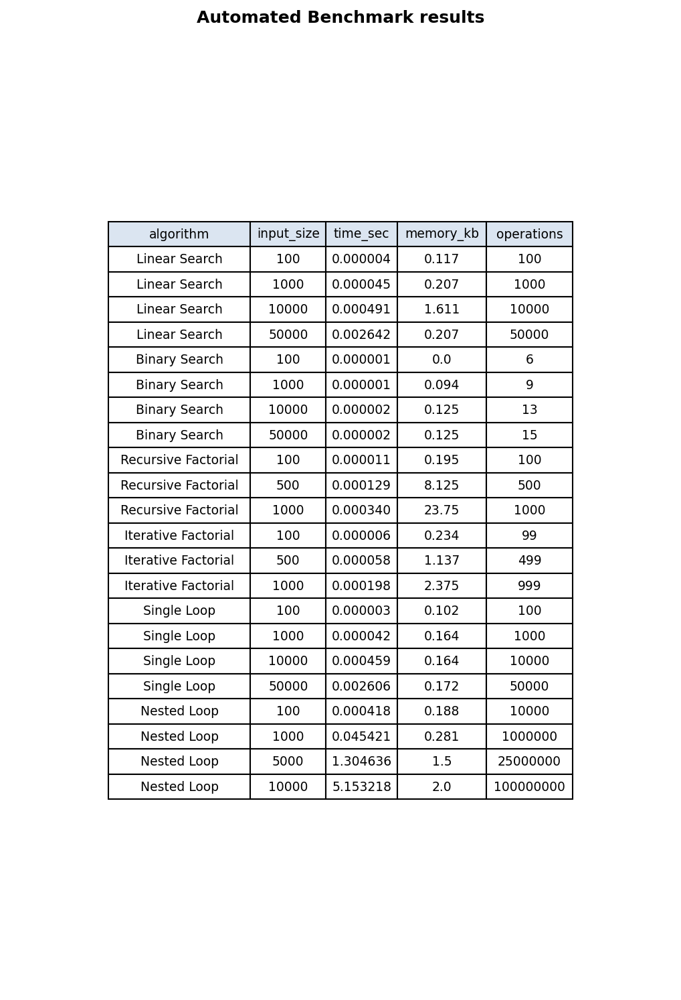 Automated Benchmark results
algorithm input_size time_sec memory_kb operations
Linear Search 100 0.000004 0.117 100
Linear Search 1000 0.000045 0.207 1000
Linear Search 10000 0.000491 1.611 10000
Linear Search 50000 0.002642 0.207 50000
Binary Search 100 0.000001 0.0 6
Binary Search 1000 0.000001 0.094 9
Binary Search 10000 0.000002 0.125 13
Binary Search 50000 0.000002 0.125 15
Recursive Factorial 100 0.000011 0.195 100
Recursive Factorial 500 0.000129 8.125 500
Recursive Factorial 1000 0.000340 23.75 1000
Iterative Factorial 100 0.000006 0.234 99
Iterative Factorial 500 0.000058 1.137 499
Iterative Factorial 1000 0.000198 2.375 999
Single Loop 100 0.000003 0.102 100
Single Loop 1000 0.000042 0.164 1000
Single Loop 10000 0.000459 0.164 10000
Single Loop 50000 0.002606 0.172 50000
Nested Loop 100 0.000418 0.188 10000
Nested Loop 1000 0.045421 0.281 1000000
Nested Loop 5000 1.304636 1.5 25000000
Nested Loop 10000 5.153218 2.0 100000000